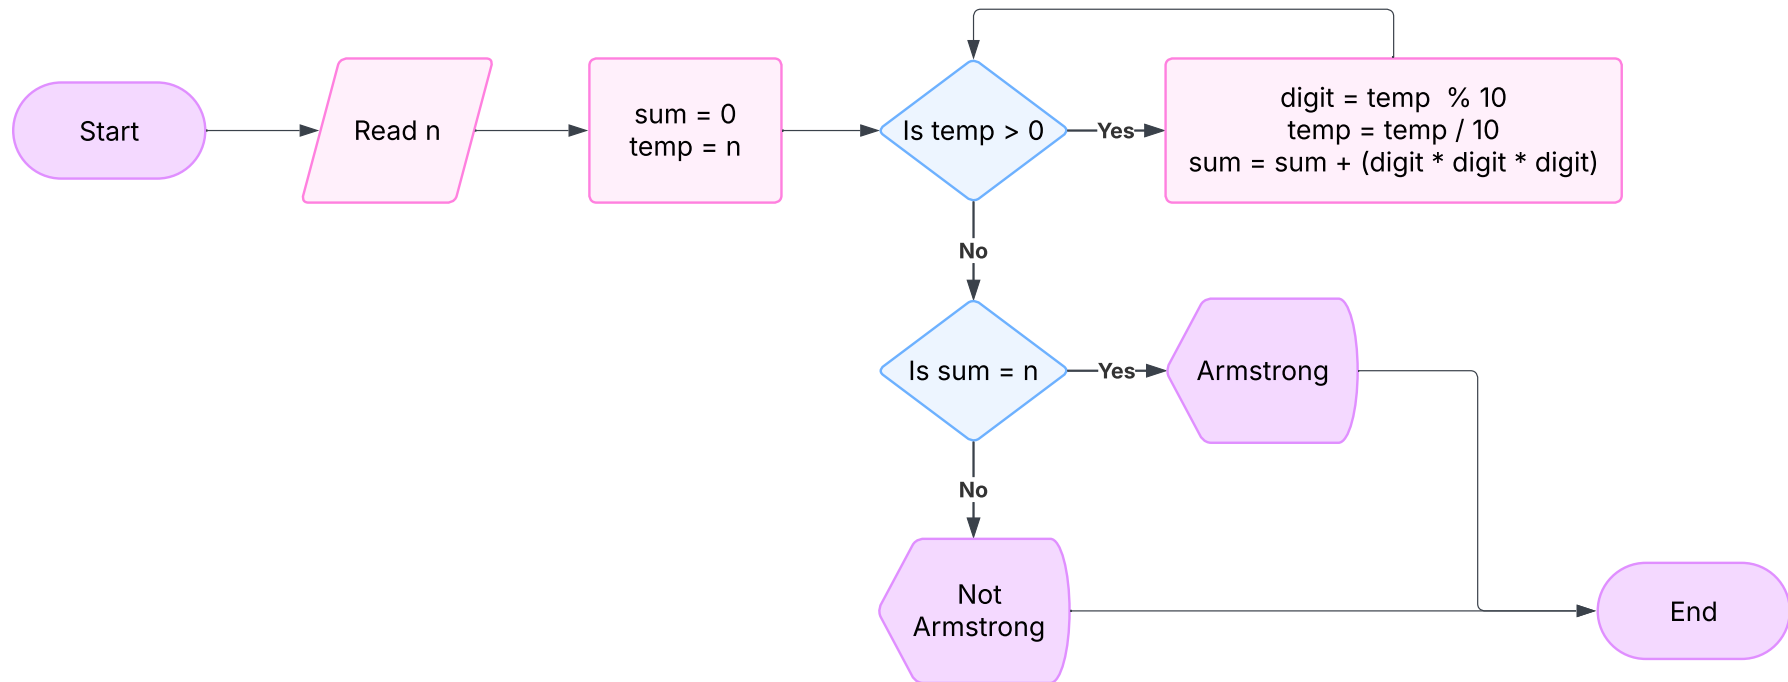 Start
Read n
sum = 0
temp = n
Is temp > 0
Yes
digit = temp  % 10
temp = temp / 10
sum = sum + (digit * digit * digit)
No
Is sum = n
Yes
Armstrong
No
Not
Armstrong
End